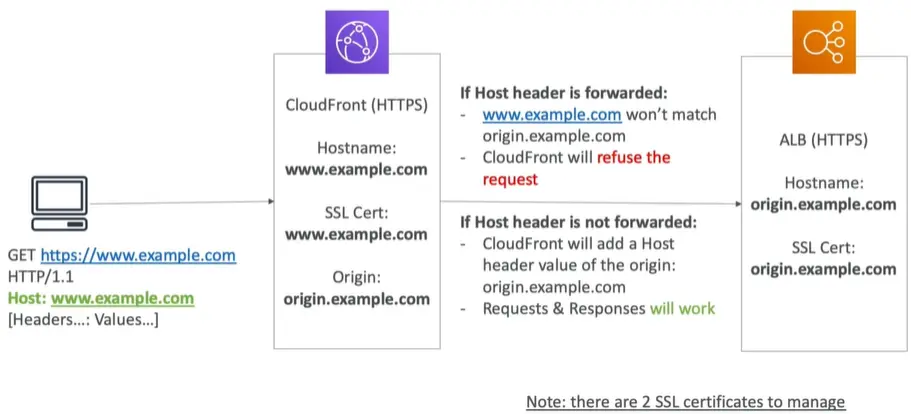 GET https://www.example.com
HTTP/1.1
Host: www.example.com
[Headers...: Values...]
CloudFront (HTTPS)
Hostname:
www.example.com
SSL Cert:
www.example.com
Origin:
origin.example.com
If Host header is forwarded:
- www.example.com won't match
origin.example.com
- CloudFront will refuse the
request
If Host header is not forwarded:
- CloudFront will add a Host
header value of the origin:
origin.example.com
- Requests & Responses will work
ALB (HTTPS)
Hostname:
origin.example.com
SSL Cert:
origin.example.com
Note: there are 2 SSL certificates to manage